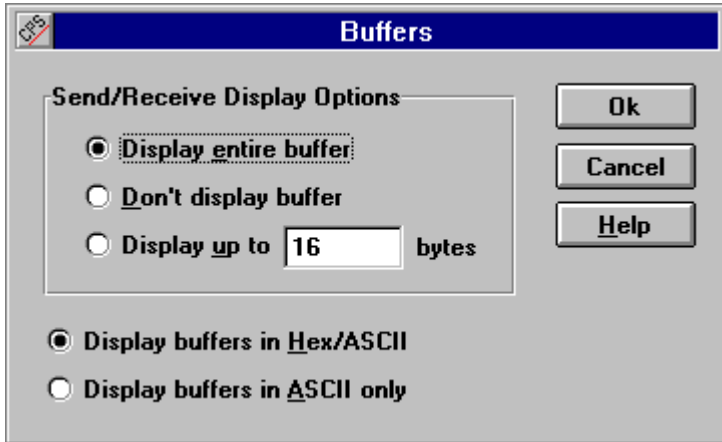 CPS
Buffers
Send/Receive Display Options
Display entire buffer
Don't display buffer
Display up to 16 bytes
Display buffers in Hex/ASCII
Display buffers in ASCII only
Ok
Cancel
Help